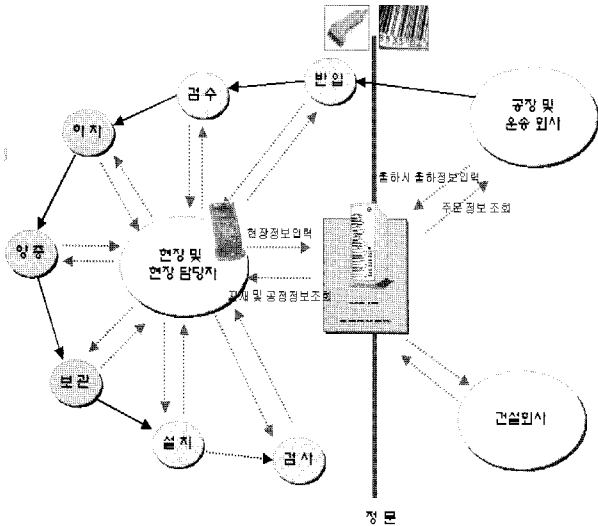 반입
검수
하차
공장 및
운송 회사
출하시 출하정보입력
주문정보 조회
현장정보입력
현장 및
현장 담당자
양중
자재 및 공정정보조회
보관
설치
검사
건설회사
정문